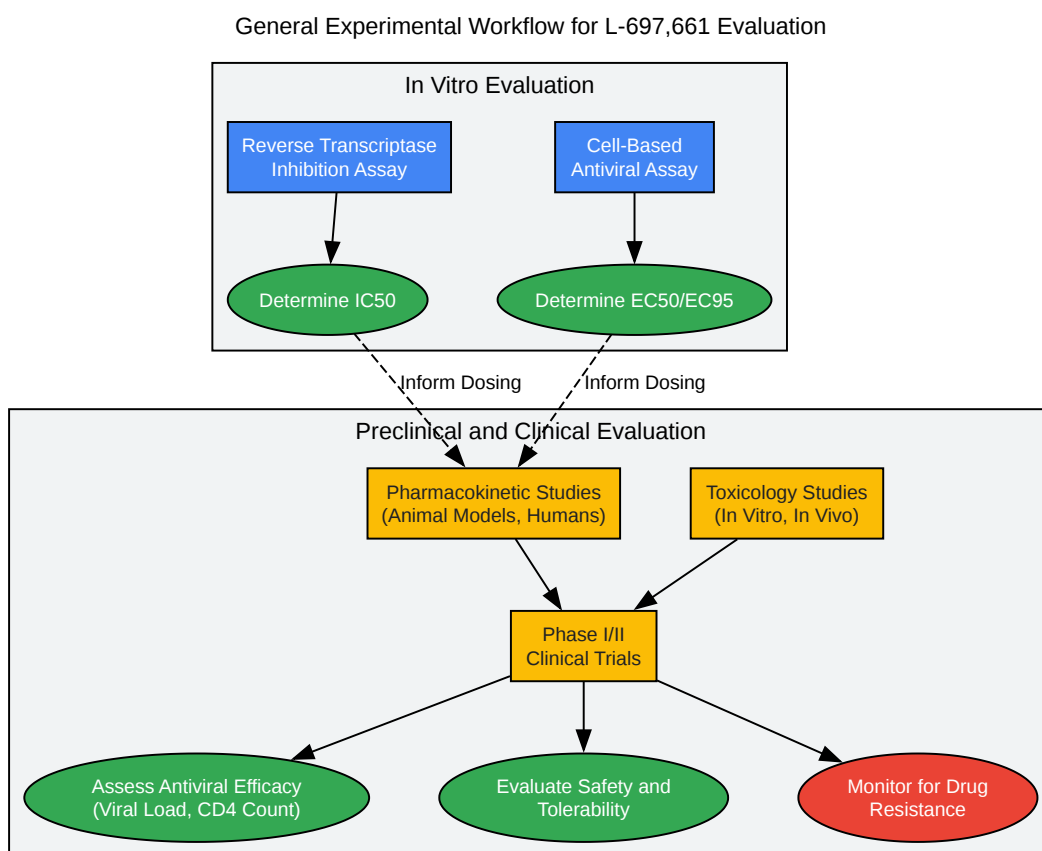 General Experimental Workflow for L-697,661 Evaluation
In Vitro Evaluation
Reverse Transcriptase
Inhibition Assay
Cell-Based
Antiviral Assay
Determine IC50
Determine EC50/EC95
Inform Dosing
Inform Dosing
Preclinical and Clinical Evaluation
Pharmacokinetic Studies
(Animal Models, Humans)
Toxicology Studies
(In Vitro, In Vivo)
Phase I/II
Clinical Trials
Assess Antiviral Efficacy
(Viral Load, CD4 Count)
Evaluate Safety and
Tolerability
Monitor for Drug
Resistance